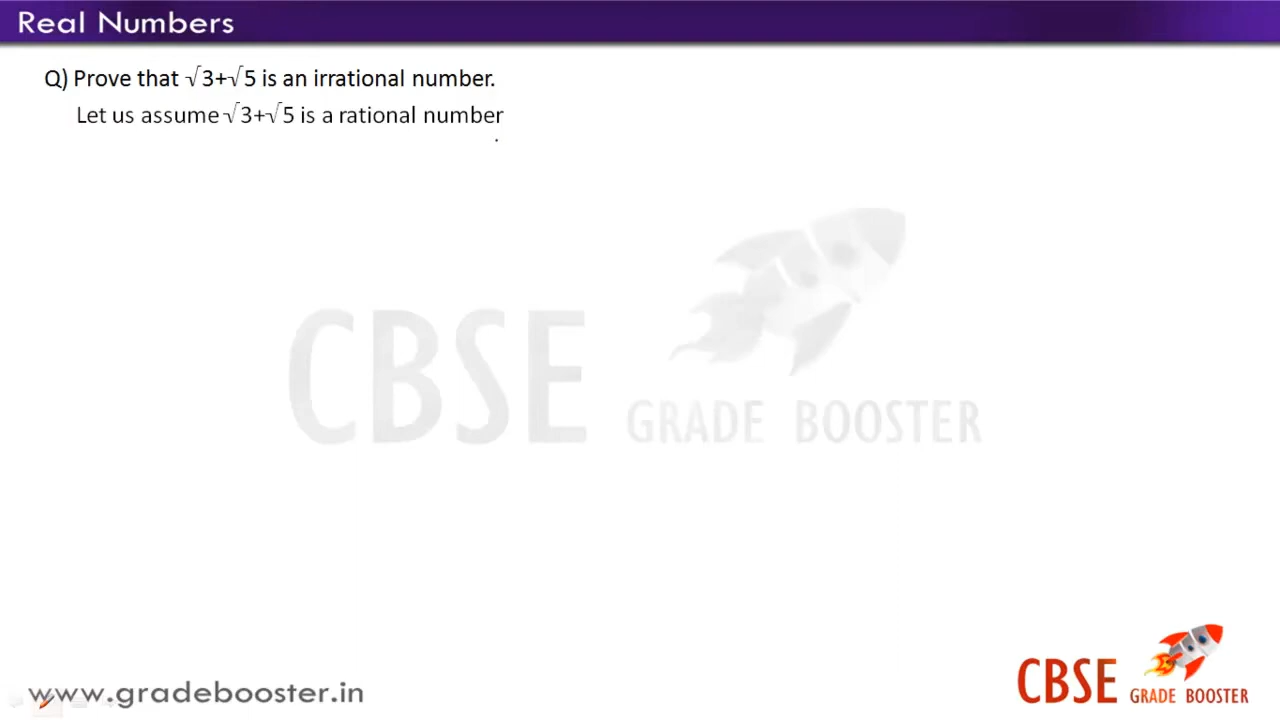 Real Numbers
Q) Prove that √3+√5 is an irrational number.
Let us assume √3+√5 is a rational number
CBSE GRADE BOOSTER
www.gradebooster.in
CBSE GRADE BOOSTER